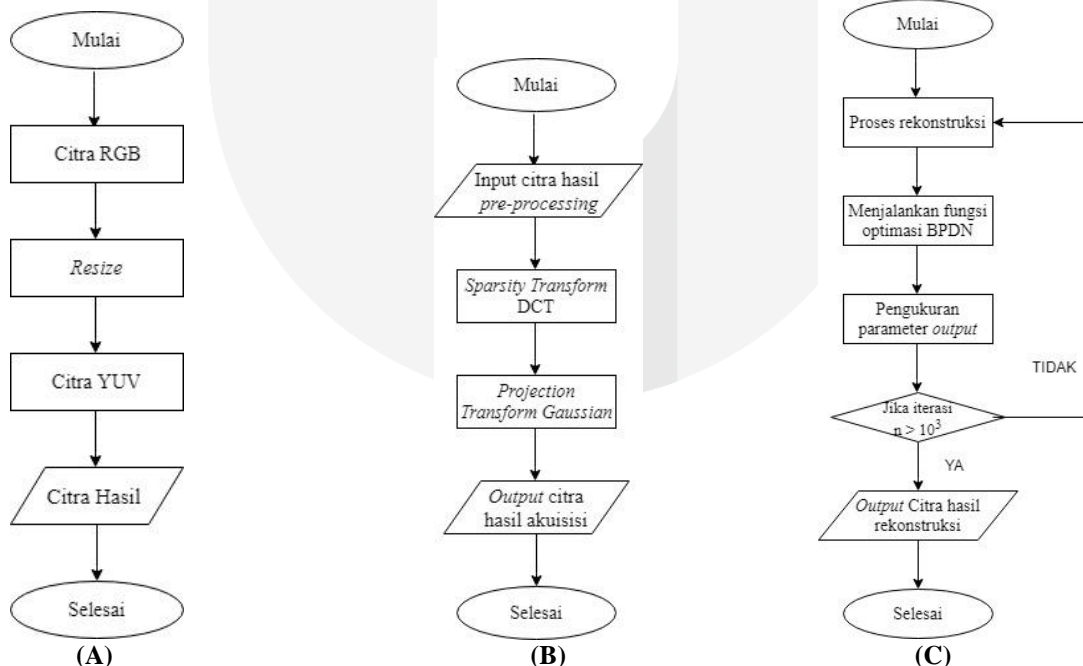 Mulai
Citra RGB
Resize
Citra YUV
Citra Hasil
Selesai
(A)
Mulai
Input citra hasil
pre-processing
Sparsity Transform
DCT
Projection
Transform Gaussian
Output citra
hasil akuisisi
Selesai
(B)
Mulai
Proses rekonstruksi
Menjalankan fungsi
optimasi BPDN
Pengukuran
parameter output
TIDAK
Jika iterasi
n > 10³
YA
Output Citra hasil
rekonstruksi
Selesai
(C)